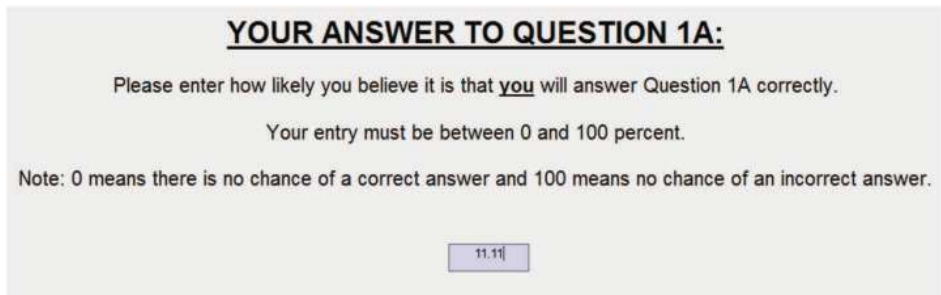 YOUR ANSWER TO QUESTION 1A:
Please enter how likely you believe it is that you will answer Question 1A correctly.
Your entry must be between 0 and 100 percent.
Note: 0 means there is no chance of a correct answer and 100 means no chance of an incorrect answer.
11.11